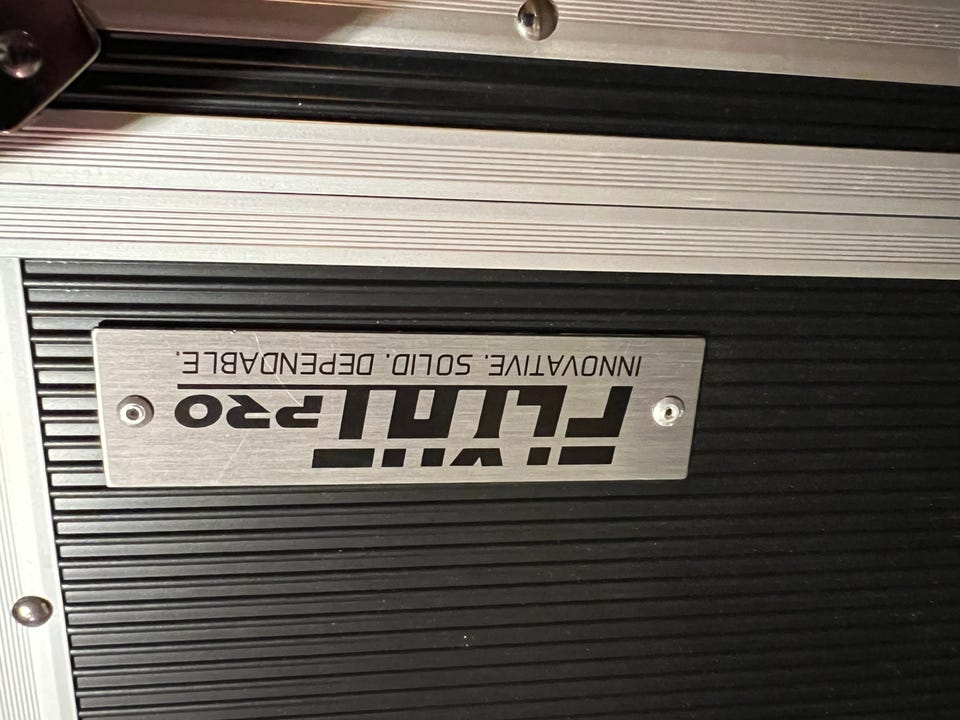 FLYHT PRO
INNOVATIVE. SOLID. DEPENDABLE.